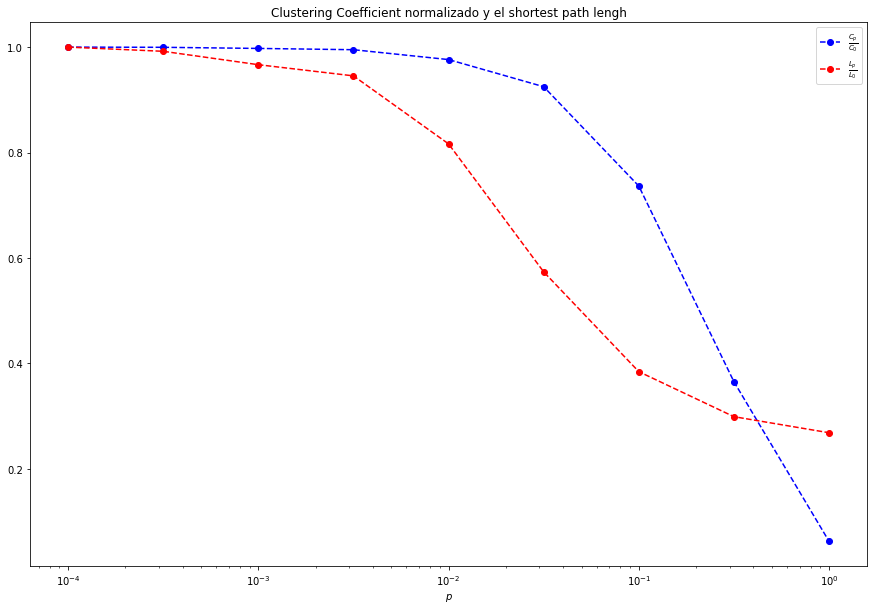 Clustering Coefficient normalizado y el shortest path lengh
C_p/C_0
L_p/L_0
1.0
0.8
0.6
0.4
0.2
10^-4 10^-3 10^-2 10^-1 10^0
p